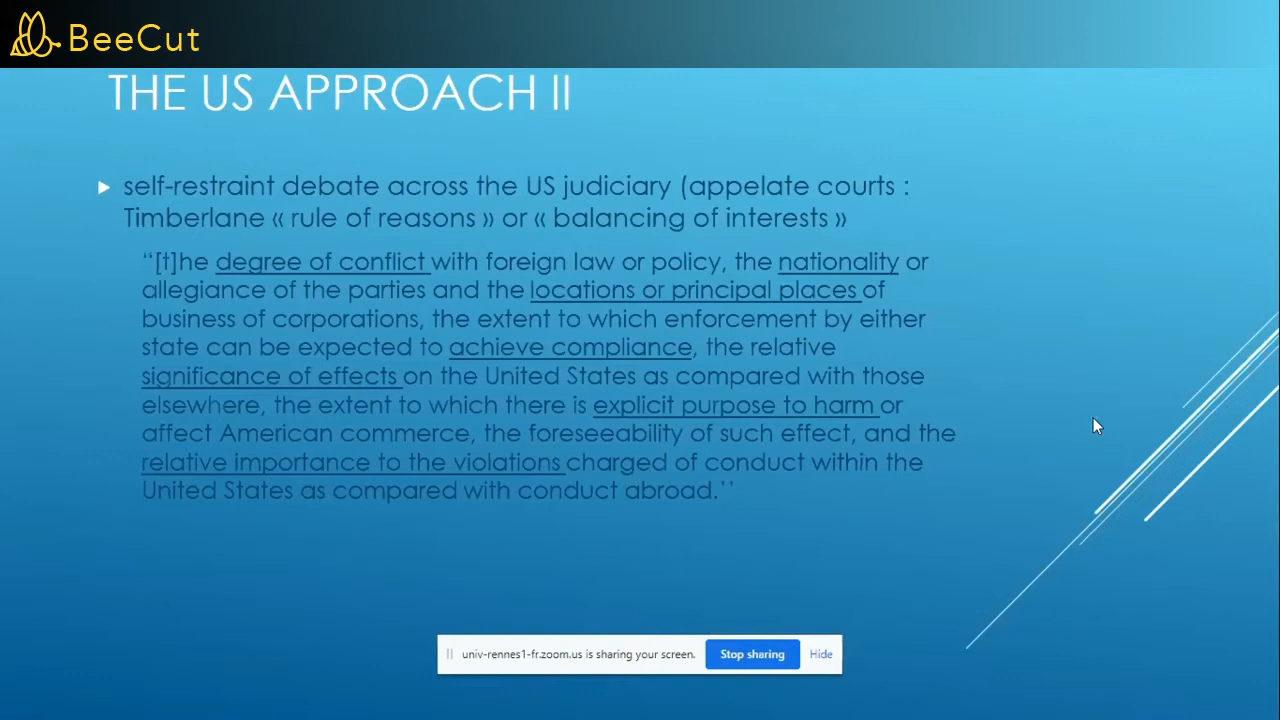 BeeCut
THE US APPROACH II
self-restraint debate across the US judiciary (appelate courts :
Timberlane « rule of reasons » or « balancing of interests »
“[t]he degree of conflict with foreign law or policy, the nationality or
allegiance of the parties and the locations or principal places of
business of corporations, the extent to which enforcement by either
state can be expected to achieve compliance, the relative
significance of effects on the United States as compared with those
elsewhere, the extent to which there is explicit purpose to harm or
affect American commerce, the foreseeability of such effect, and the
relative importance to the violations charged of conduct within the
United States as compared with conduct abroad.’’
univ-rennes1-fr.zoom.us is sharing your screen. Stop sharing Hide